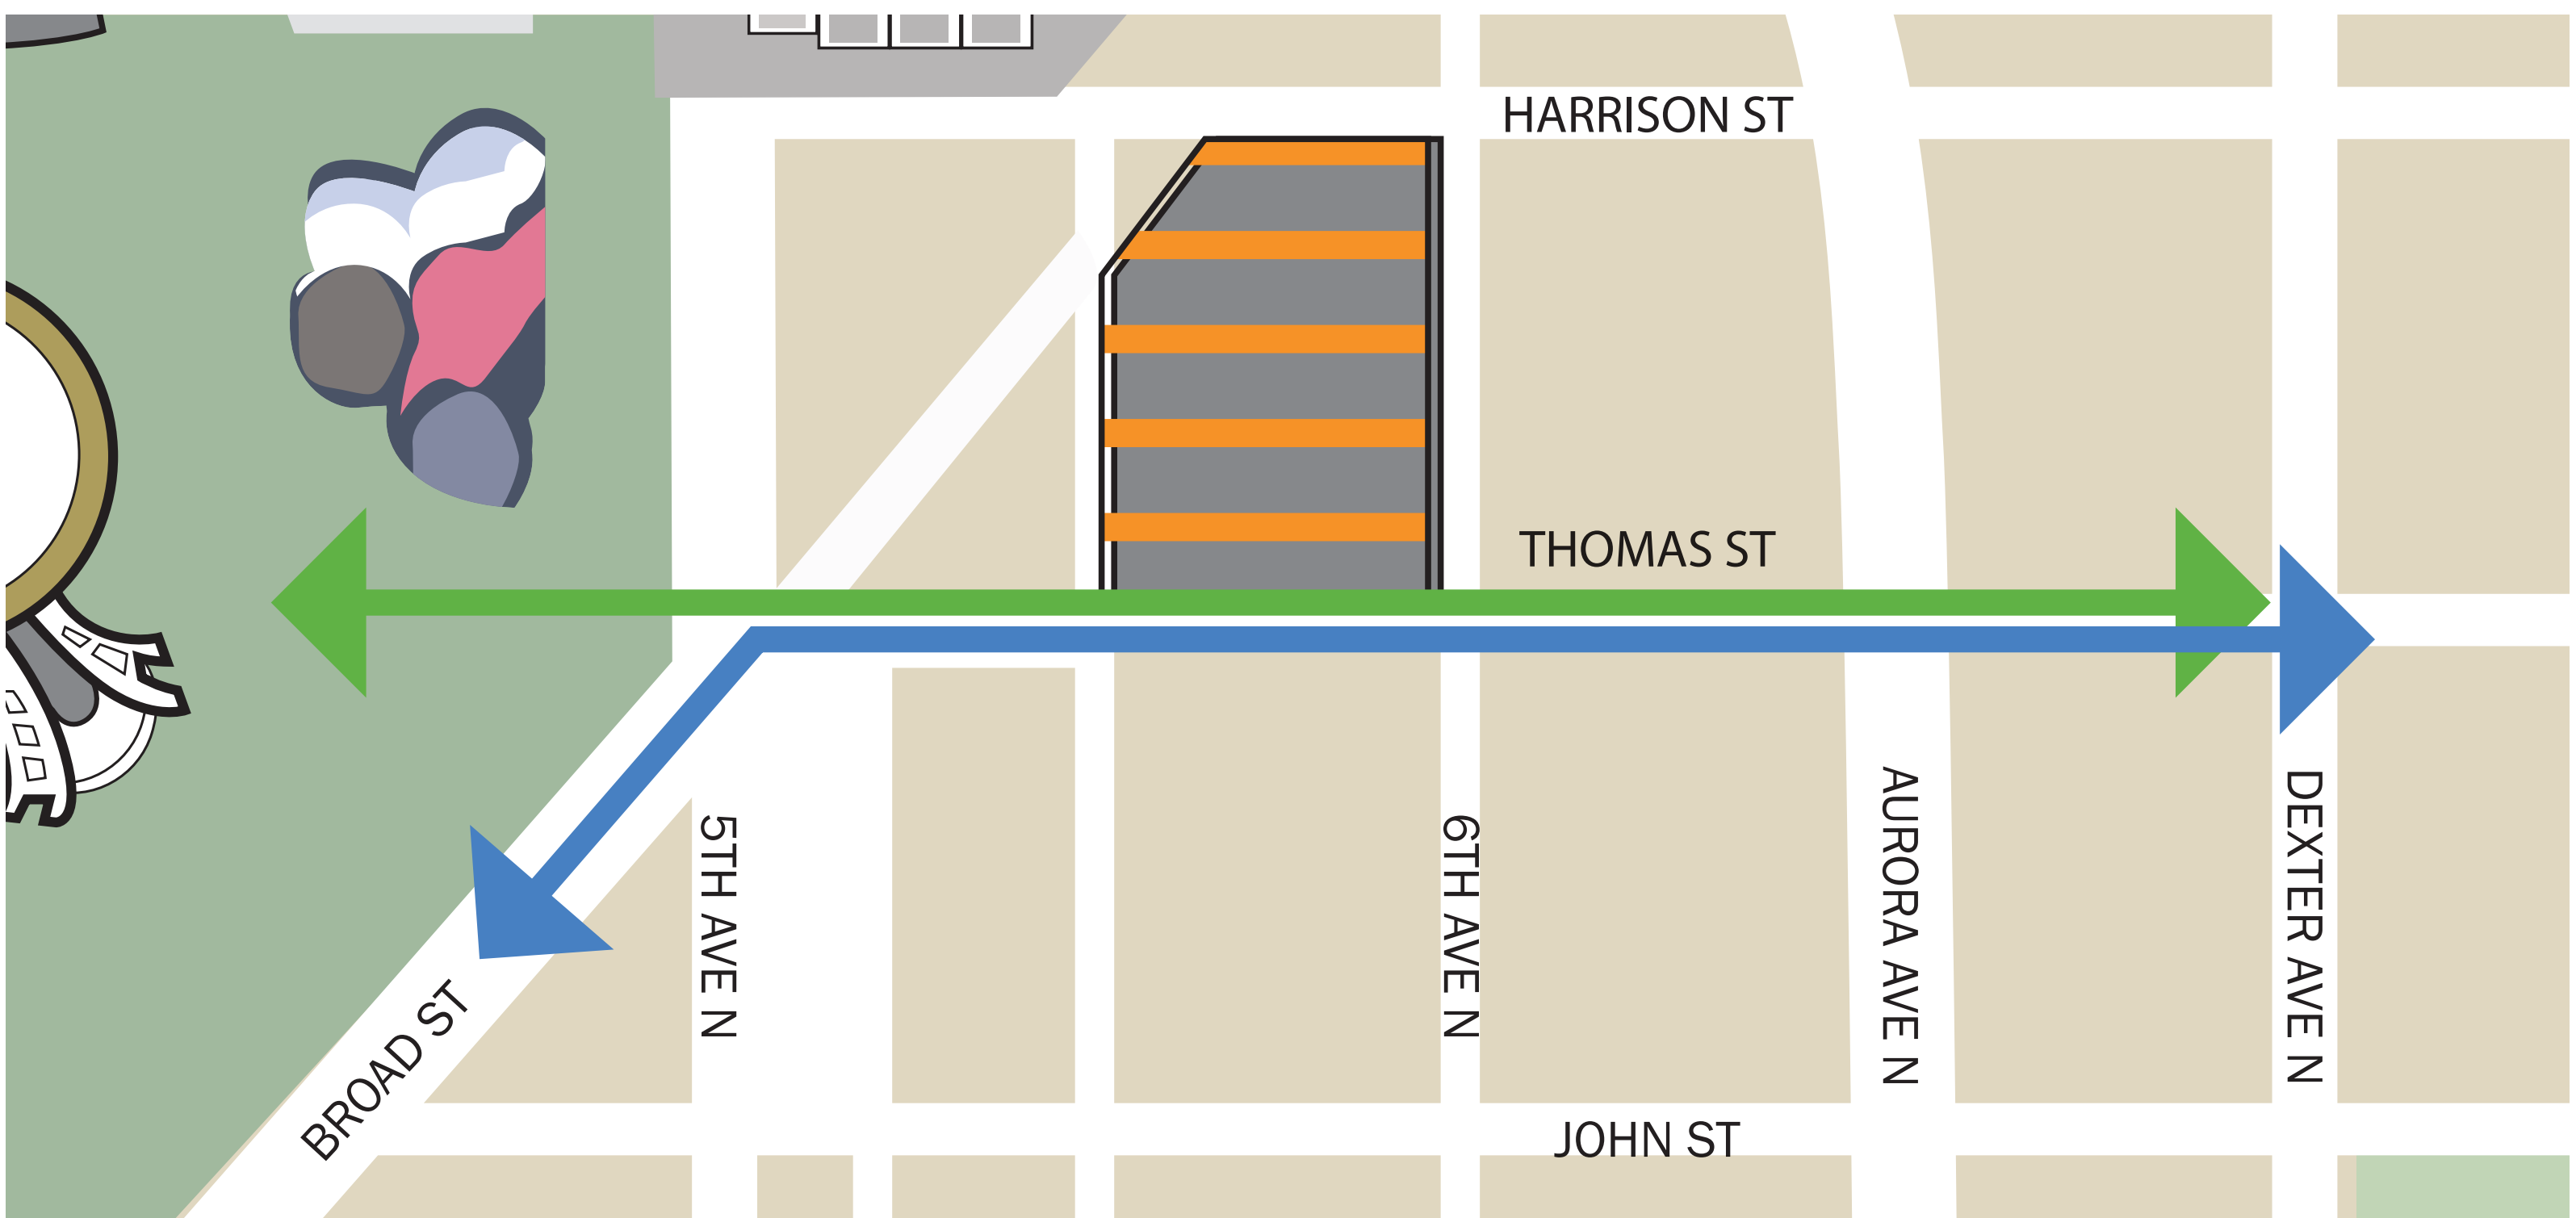 HARRISON ST
THOMAS ST
5TH AVE N
6TH AVE N
AURORA AVE N
DEXTER AVE N
BROAD ST
JOHN ST